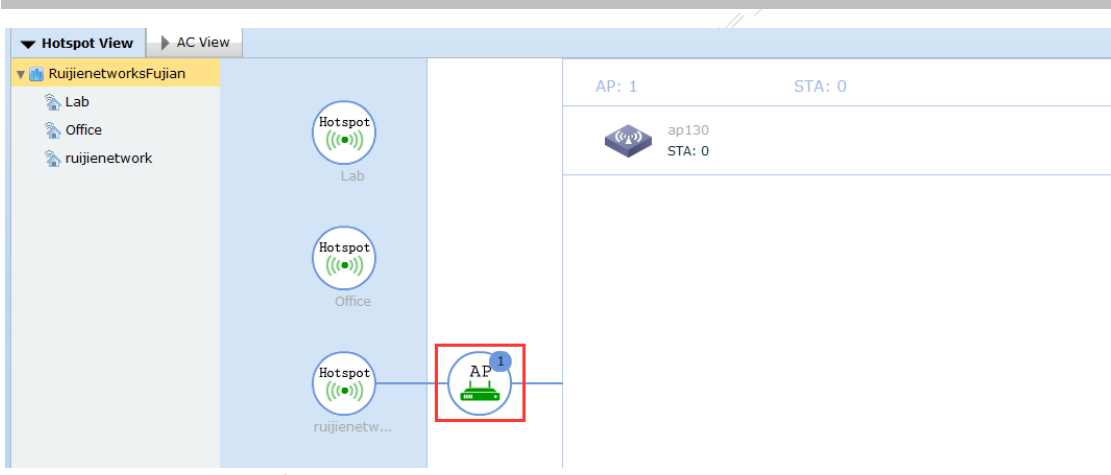 Hotspot View
AC View
RuijienetworksFujian
Lab
Office
ruijienetwork
Hotspot
Lab
Hotspot
Office
Hotspot
ruijienetw...
AP
1
AP: 1
STA: 0
ap130
STA: 0